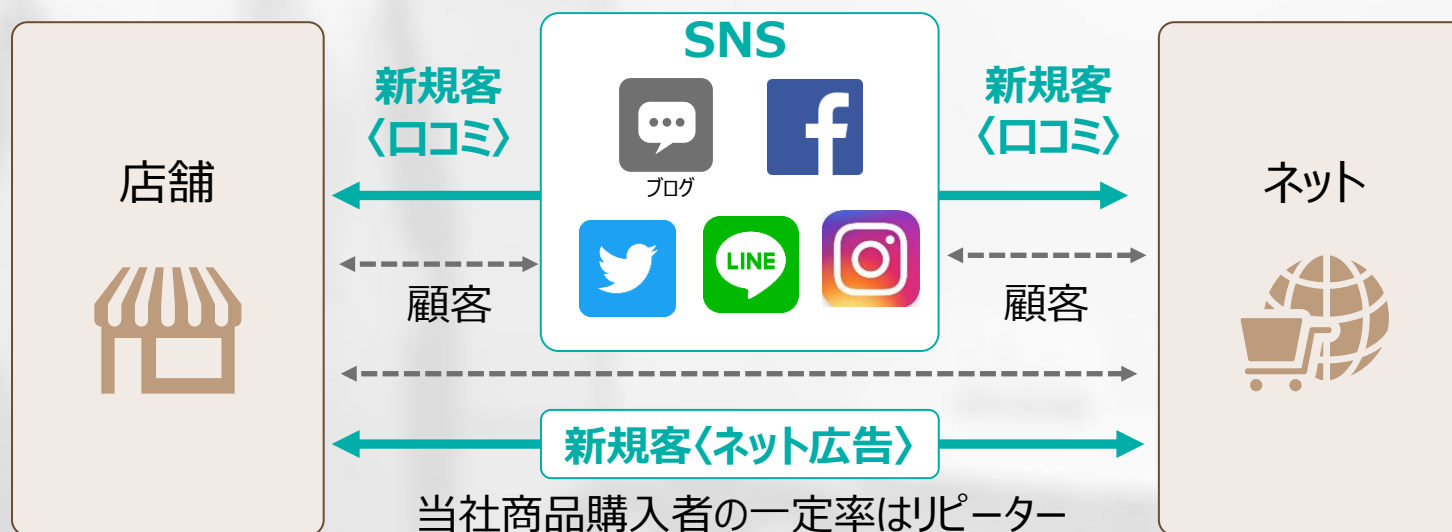 SNS
新規客
〈口コミ〉
新規客
〈口コミ〉
店舗
ブログ
ネット
LINE
顧客
顧客
新規客〈ネット広告〉
当社商品購入者の一定率はリピーター